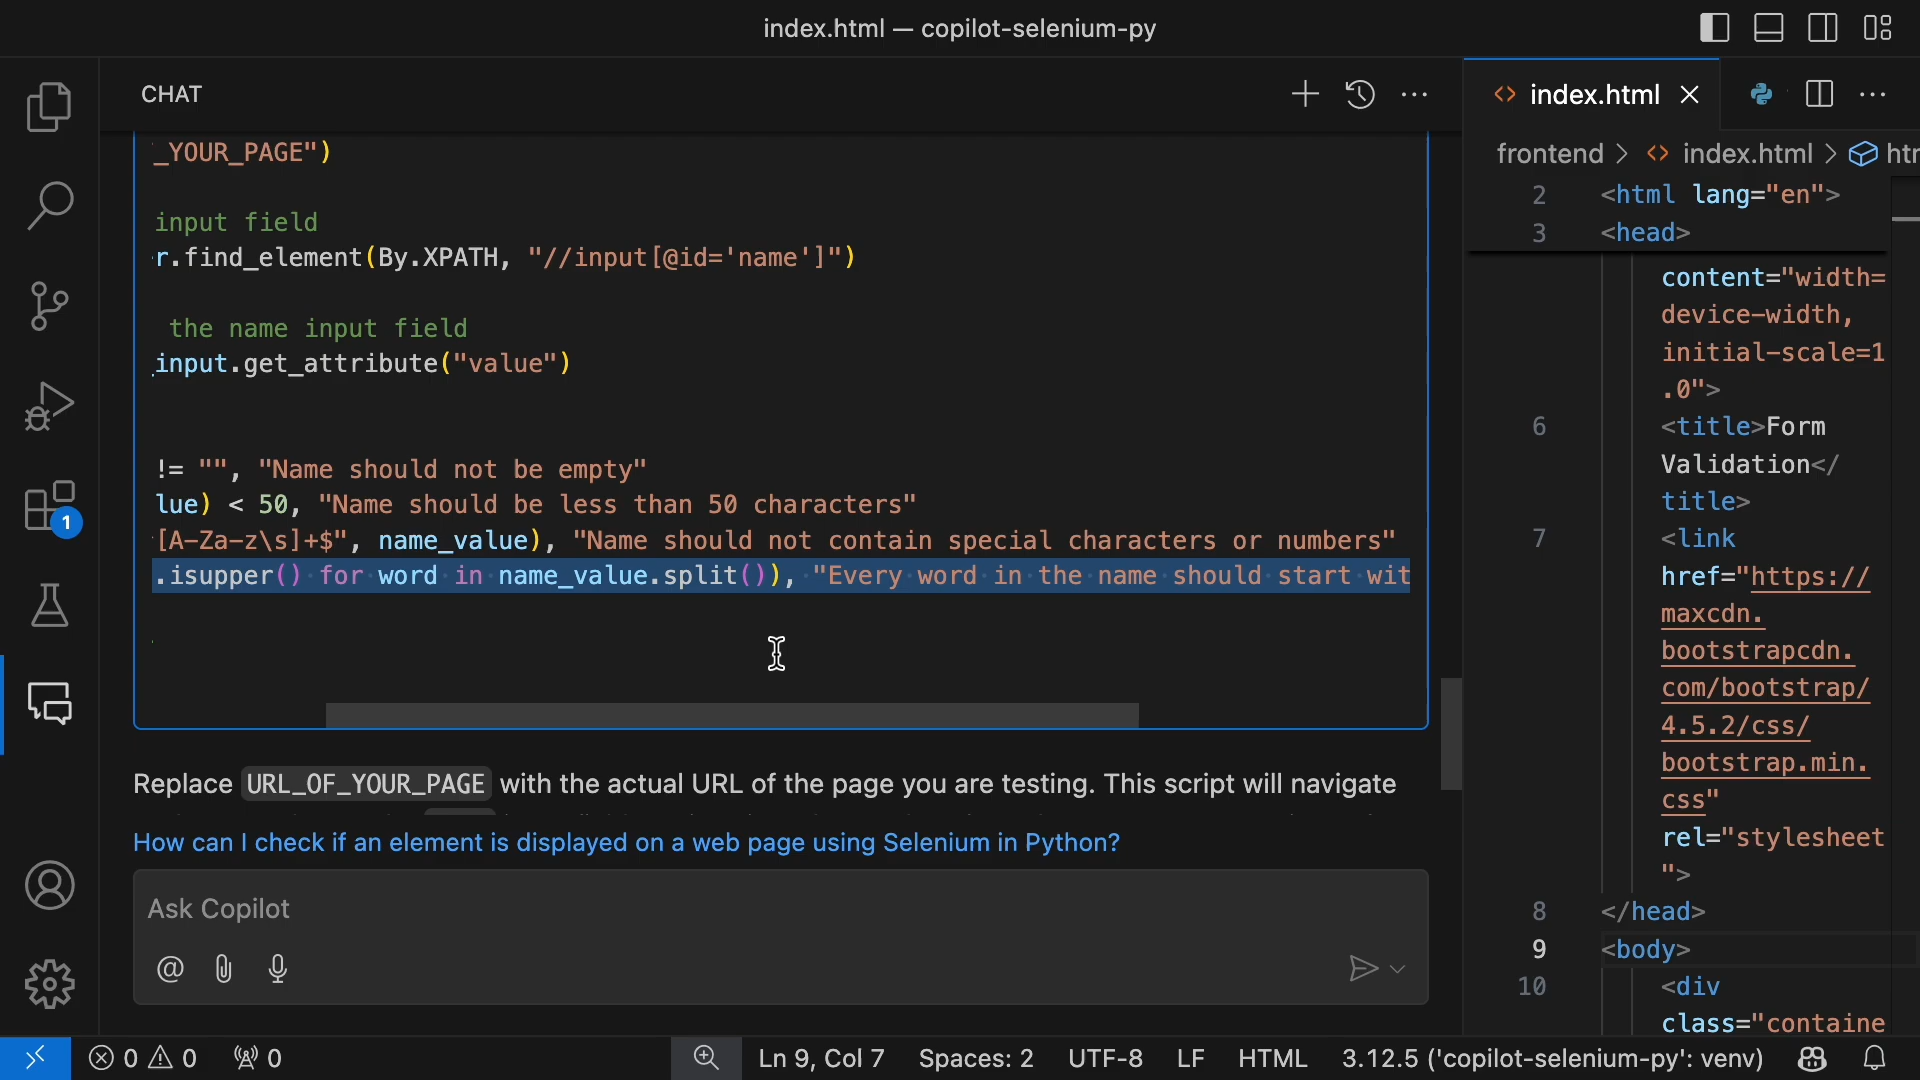 index.html — copilot-selenium-py
CHAT
_YOUR_PAGE")
input field
r.find_element(By.XPATH, "//input[@id='name']")
the name input field
input.get_attribute("value")
!= "", "Name should not be empty"
lue) < 50, "Name should be less than 50 characters"
[A-Za-z\s]+$", name_value), "Name should not contain special characters or numbers"
.isupper() for word in name_value.split()), "Every word in the name should start wit
Replace URL_OF_YOUR_PAGE with the actual URL of the page you are testing. This script will navigate
How can I check if an element is displayed on a web page using Selenium in Python?
Ask Copilot
index.html
frontend > index.html > htr
2 <html lang="en">
3 <head>
content="width=
device-width,
initial-scale=1
.0">
6 <title>Form
Validation</
title>
7 <link
href="https://
maxcdn.
bootstrapcdn.
com/bootstrap/
4.5.2/css/
bootstrap.min.
css"
rel="stylesheet
">
8 </head>
9 <body>
10 <div
class="containe
1
0 0 0 Ln 9, Col 7 Spaces: 2 UTF-8 LF HTML 3.12.5 ('copilot-selenium-py': venv)